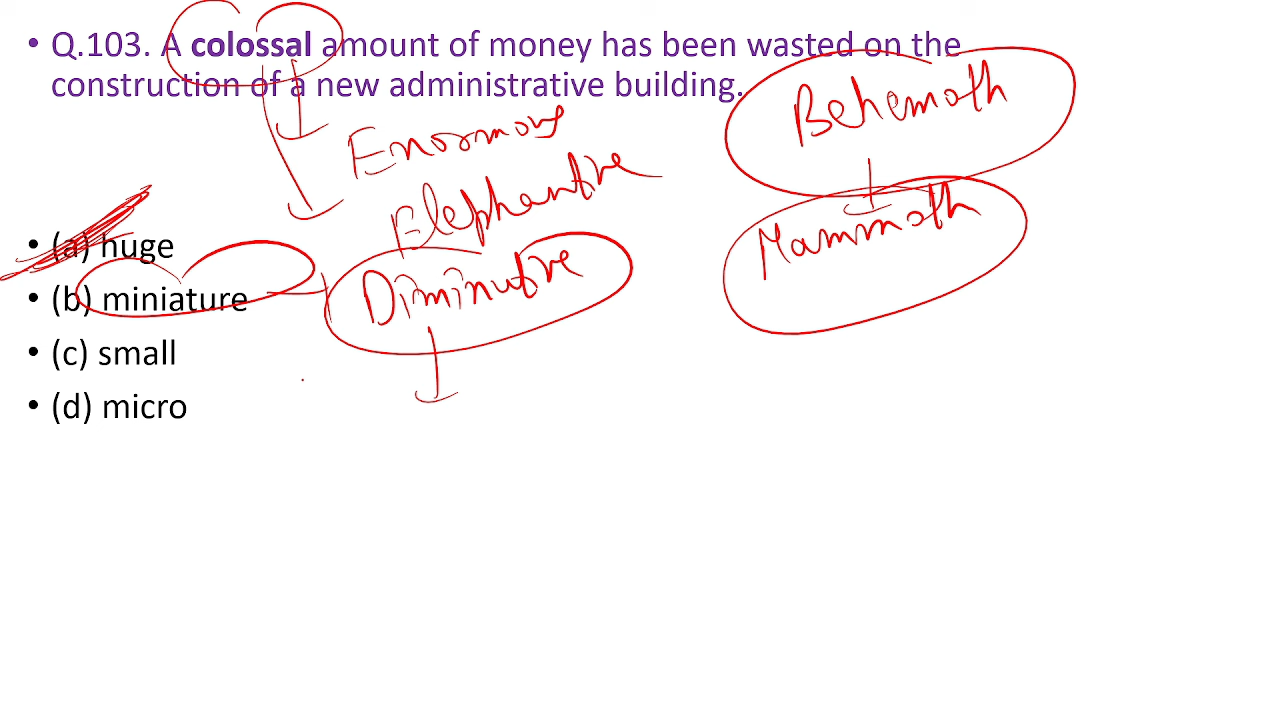 • Q.103. A colossal amount of money has been wasted on the
construction of a new administrative building.
Behemoth
Enormous
Elephantine
Mammoth
• (a) huge
Diminutive
• (b) miniature
• (c) small
• (d) micro